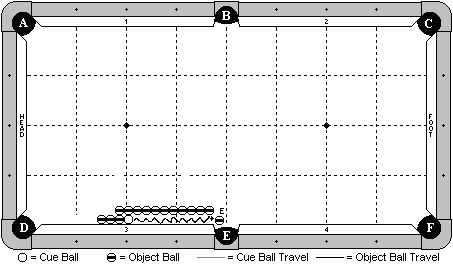 A B C
1 2
HEAD FOOT
E
D 3 E 4 F
= Cue Ball = Object Ball = Cue Ball Travel = Object Ball Travel